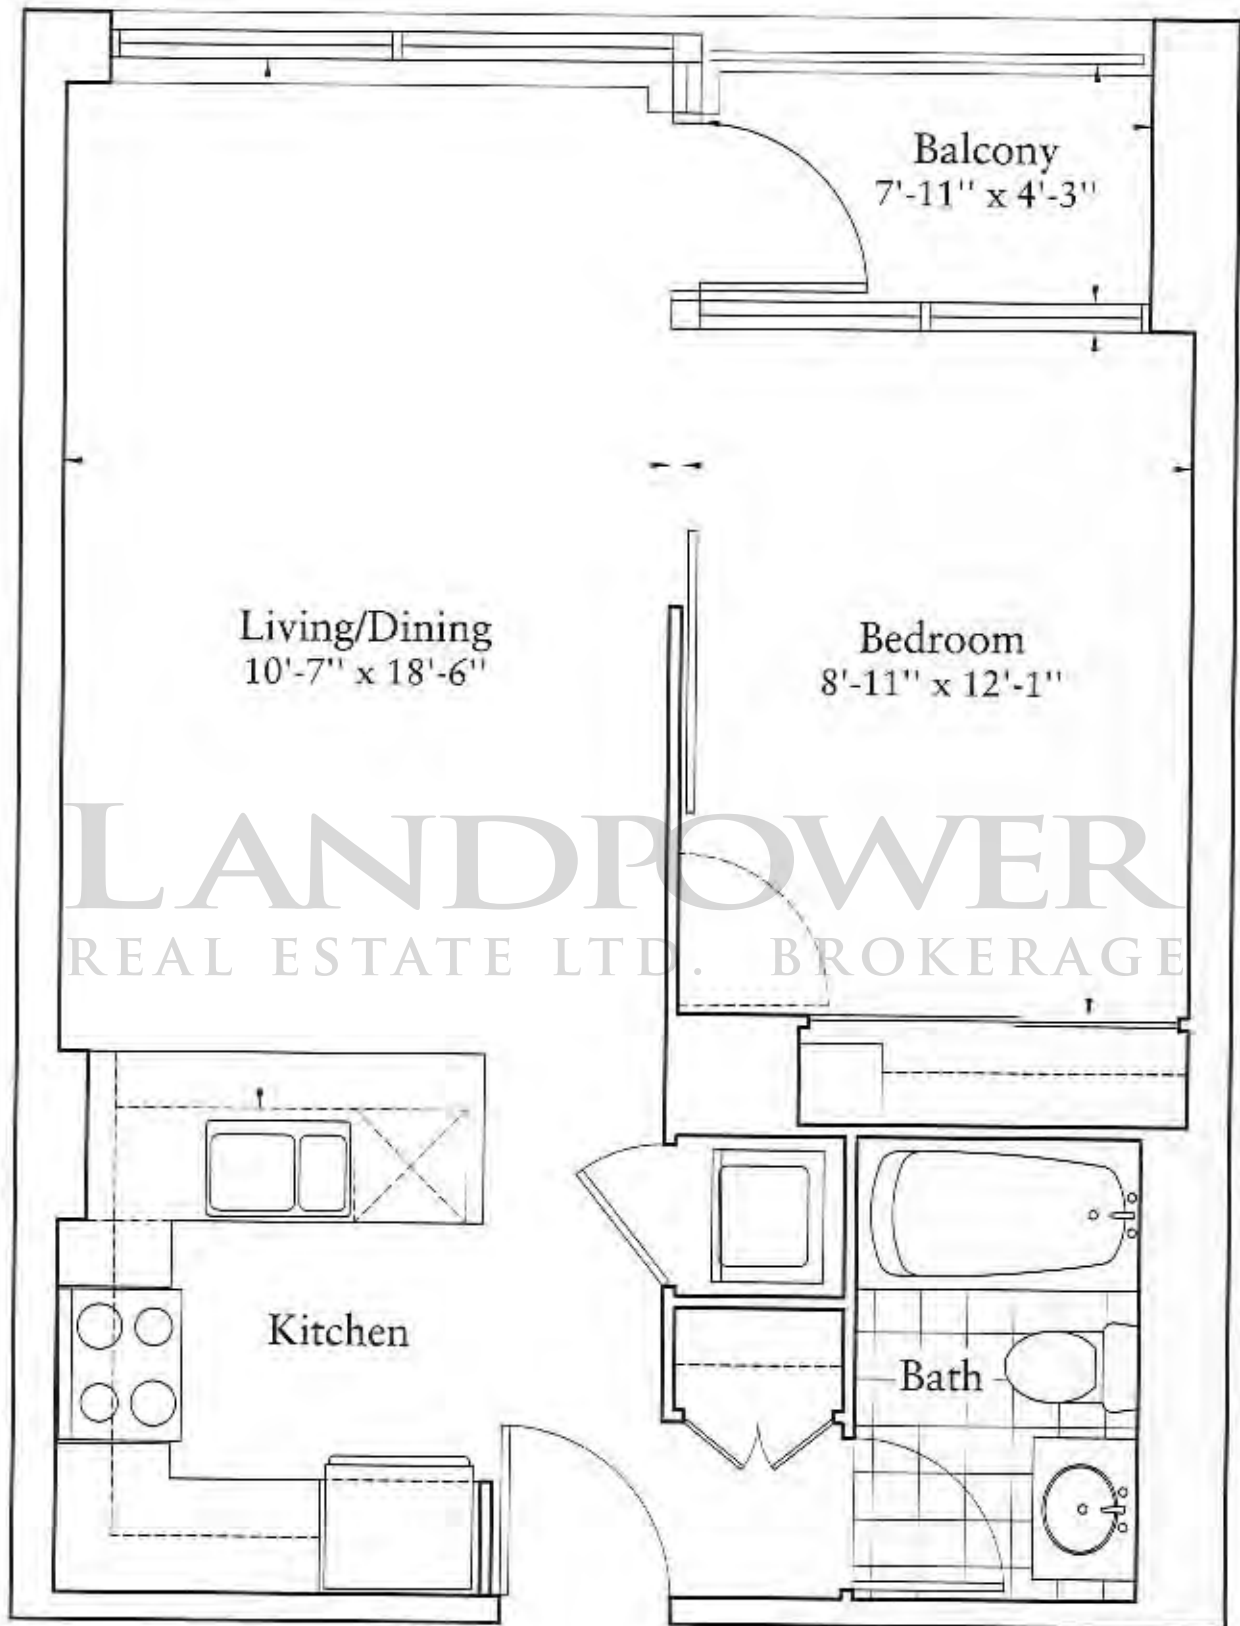 Balcony
7'-11" x 4'-3"
Living/Dining
10'-7" x 18'-6"
Bedroom
8'-11" x 12'-1"
LANDPOWER
REAL ESTATE LTD. BROKERAGE
Kitchen
Bath